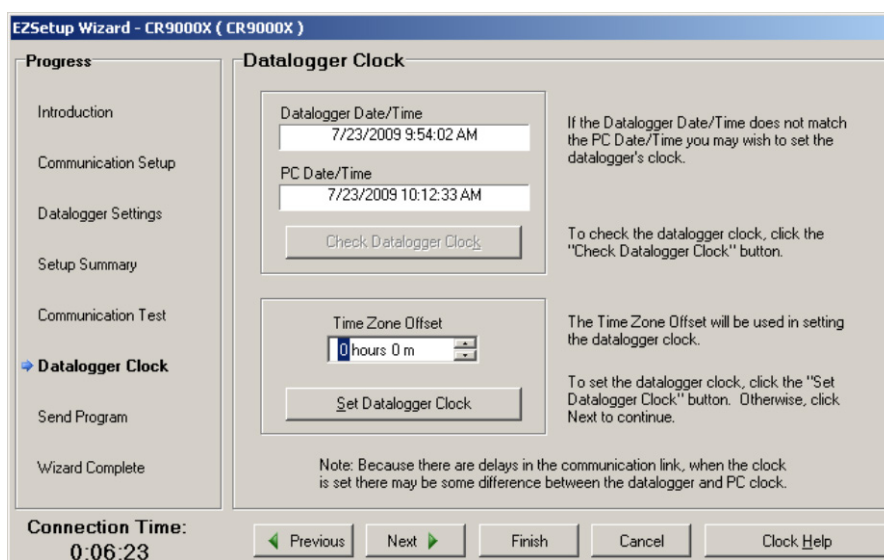 EZSetup Wizard - CR9000X ( CR9000X )
Progress
Introduction
Communication Setup
Datalogger Settings
Setup Summary
Communication Test
Datalogger Clock
Send Program
Wizard Complete
Connection Time:
0:06:23
Datalogger Clock
Datalogger Date/Time
7/23/2009 9:54:02 AM
PC Date/Time
7/23/2009 10:12:33 AM
Check Datalogger Clock
If the Datalogger Date/Time does not match
the PC Date/Time you may wish to set the
datalogger's clock.
To check the datalogger clock, click the
"Check Datalogger Clock" button.
Time Zone Offset
0 hours 0 m
Set Datalogger Clock
The Time Zone Offset will be used in setting
the datalogger clock.
To set the datalogger clock, click the "Set
Datalogger Clock" button. Otherwise, click
Next to continue.
Note: Because there are delays in the communication link, when the clock
is set there may be some difference between the datalogger and PC clock.
Previous
Next
Finish
Cancel
Clock Help